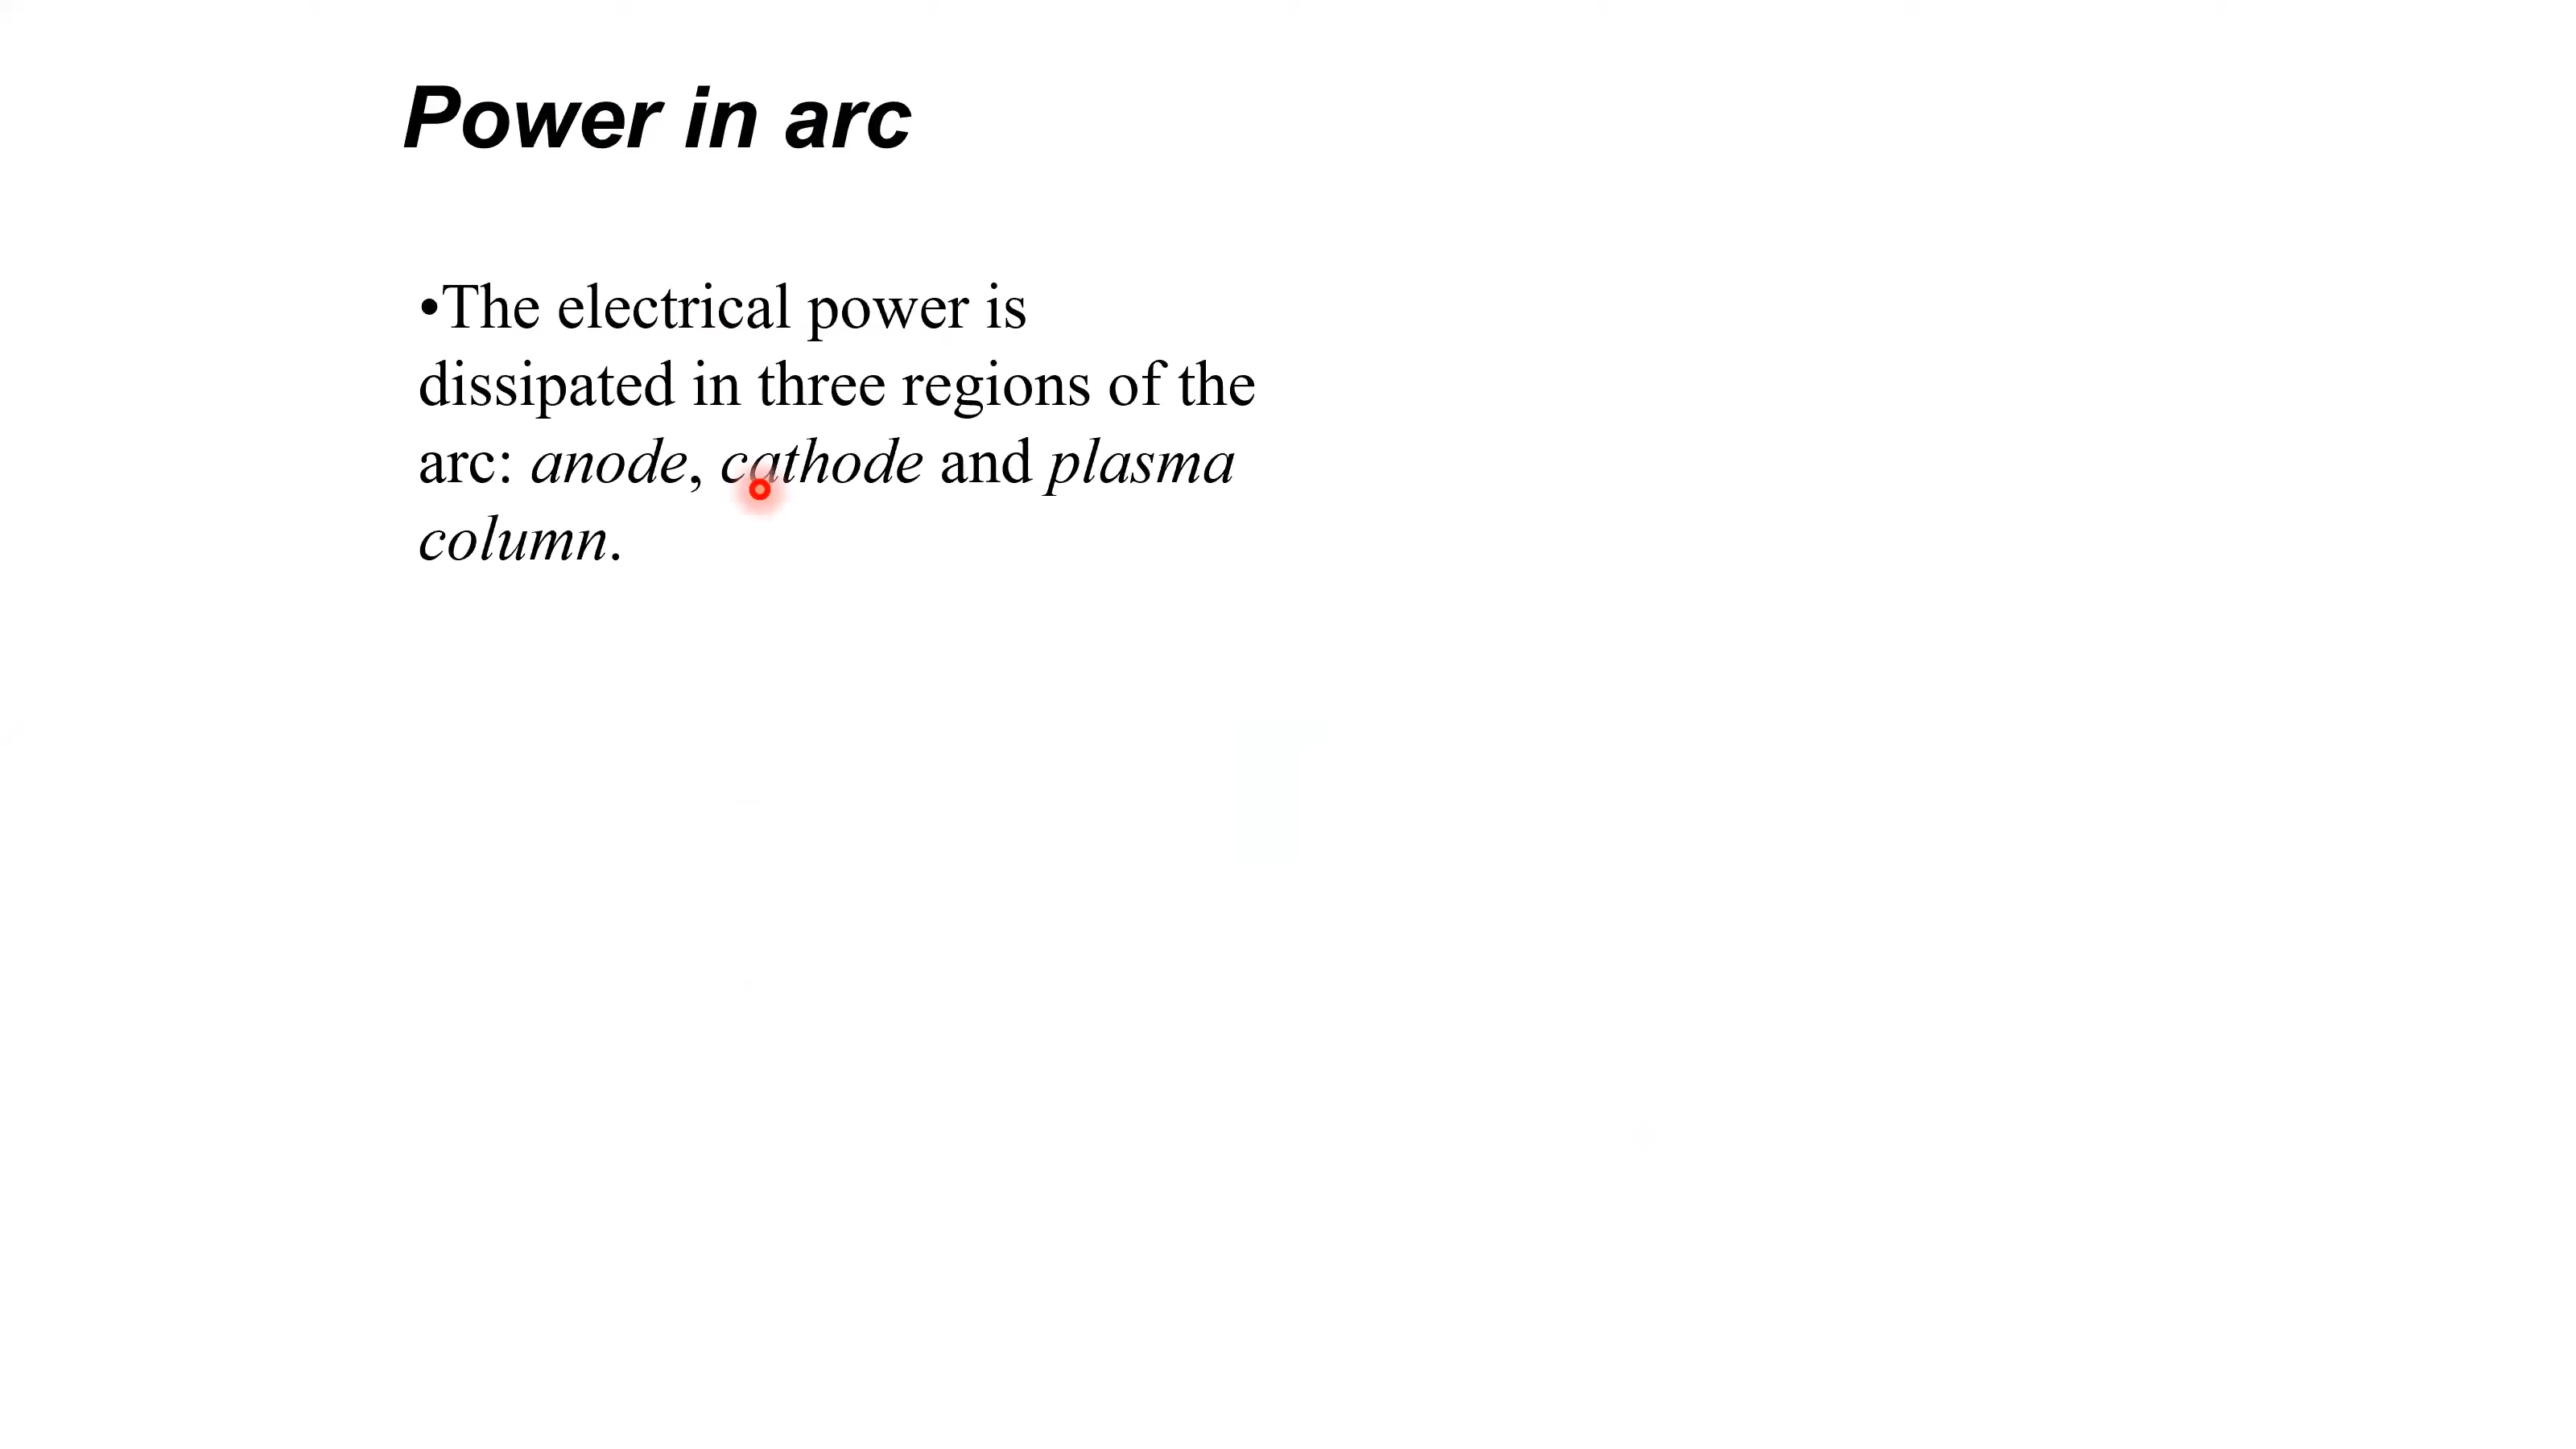 Power in arc
•The electrical power is
dissipated in three regions of the
arc: anode, cathode and plasma
column.